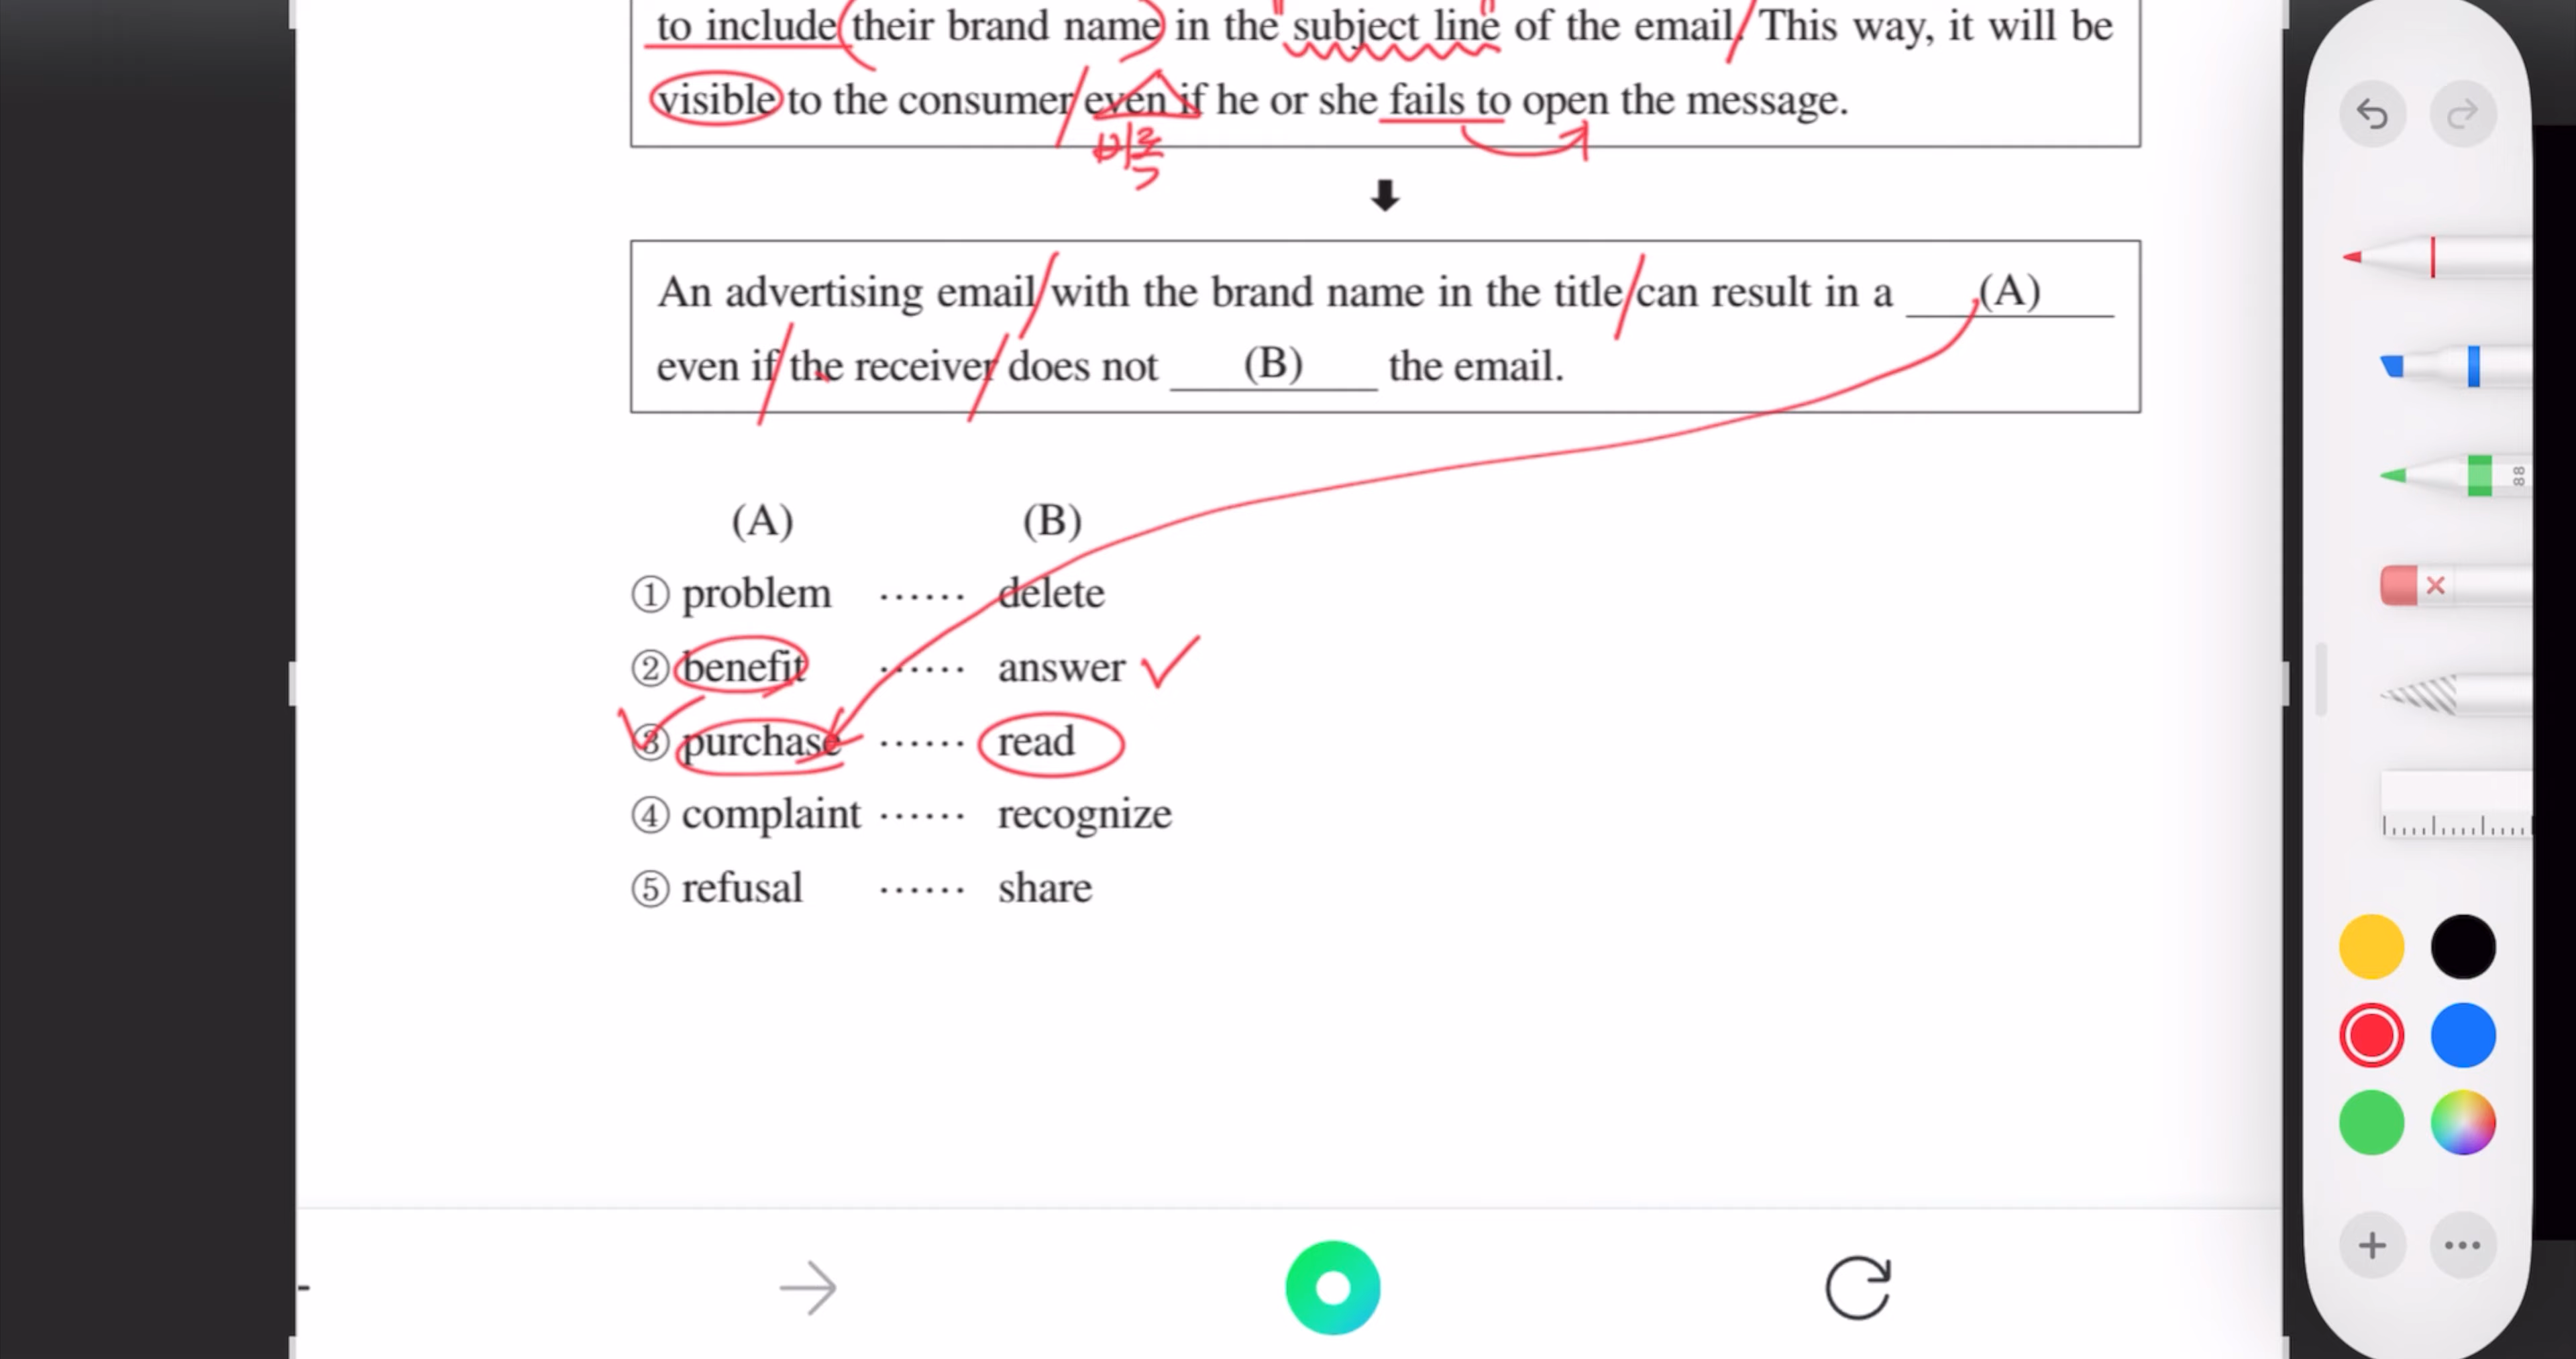 to include their brand name in the subject line of the email. This way, it will be
visible to the consumer even if he or she fails to open the message.
An advertising email with the brand name in the title can result in a (A)
even if the receiver does not (B) the email.
(A) (B)
① problem ...... delete
② benefit ...... answer
③ purchase ...... read
④ complaint ...... recognize
⑤ refusal ...... share
88